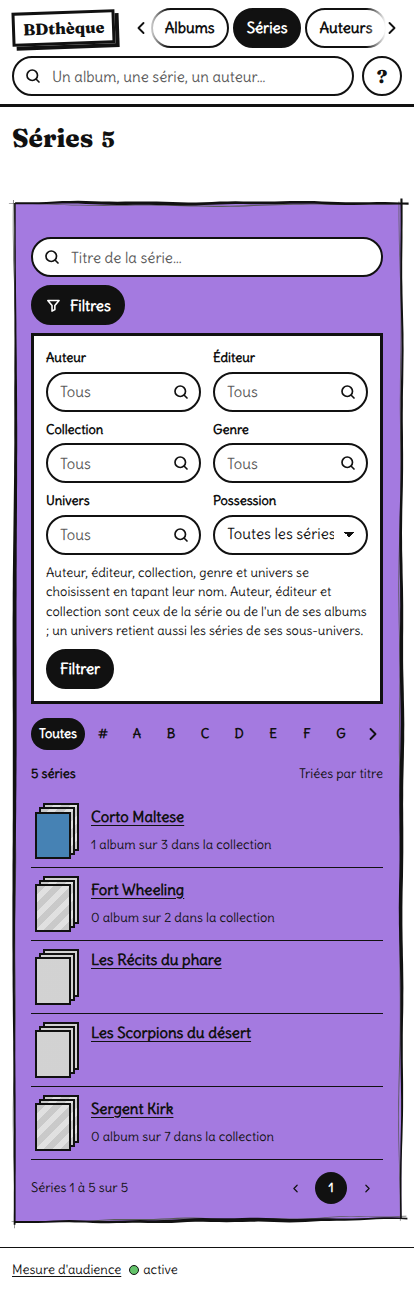 BDthèque
Albums
Séries
Auteurs
Un album, une série, un auteur...
?
Séries 5
Titre de la série...
Filtres
Auteur
Éditeur
Tous
Tous
Collection
Genre
Tous
Tous
Univers
Possession
Tous
Toutes les séries
Auteur, éditeur, collection, genre et univers se
choisissent en tapant leur nom. Auteur, éditeur et
collection sont ceux de la série ou de l'un de ses albums
; un univers retient aussi les séries de ses sous-univers.
Filtrer
Toutes # A B C D E F G
5 séries
Triées par titre
Corto Maltese
1 album sur 3 dans la collection
Fort Wheeling
0 album sur 2 dans la collection
Les Récits du phare
Les Scorpions du désert
Sergent Kirk
0 album sur 7 dans la collection
Séries 1 à 5 sur 5
1
Mesure d'audience active